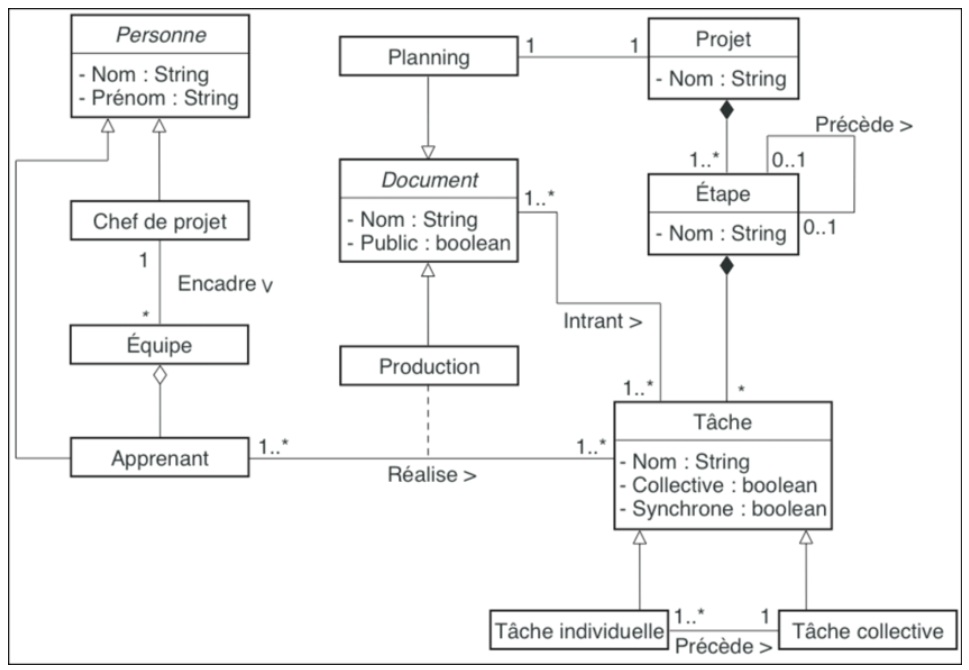 Personne
- Nom : String
- Prénom : String
Planning
1
1
Projet
- Nom : String
Précède >
1..*
0..1
Étape
- Nom : String
0..1
Document
- Nom : String
- Public : boolean
1..*
Chef de projet
1
Encadre v
*
Équipe
Intrant >
Production
1..*
*
Tâche
- Nom : String
- Collective : boolean
- Synchrone : boolean
Apprenant
1..*
1..*
Réalise >
Tâche individuelle
1..*
1
Précède >
Tâche collective